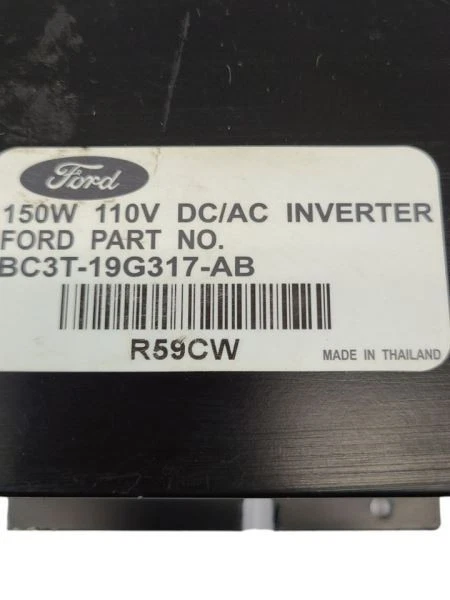 Ford
150W 110V DC/AC INVERTER
FORD PART NO.
BC3T-19G317-AB
R59CW
MADE IN THAILAND